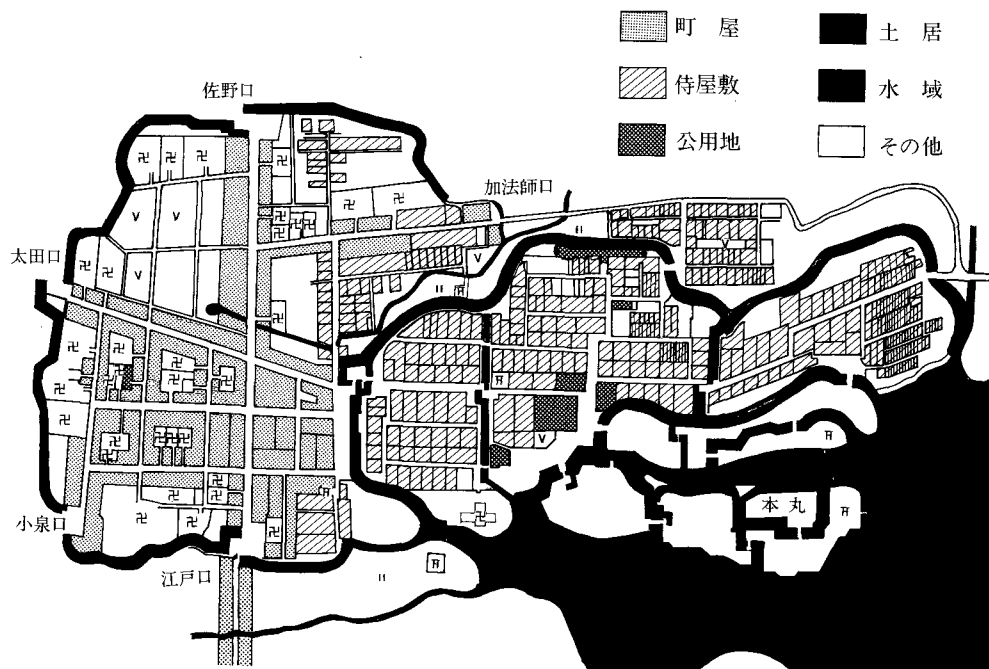 町屋
土居
侍屋敷
水域
公用地
その他
佐野口
加法師口
太田口
小泉口
江戸口
本丸